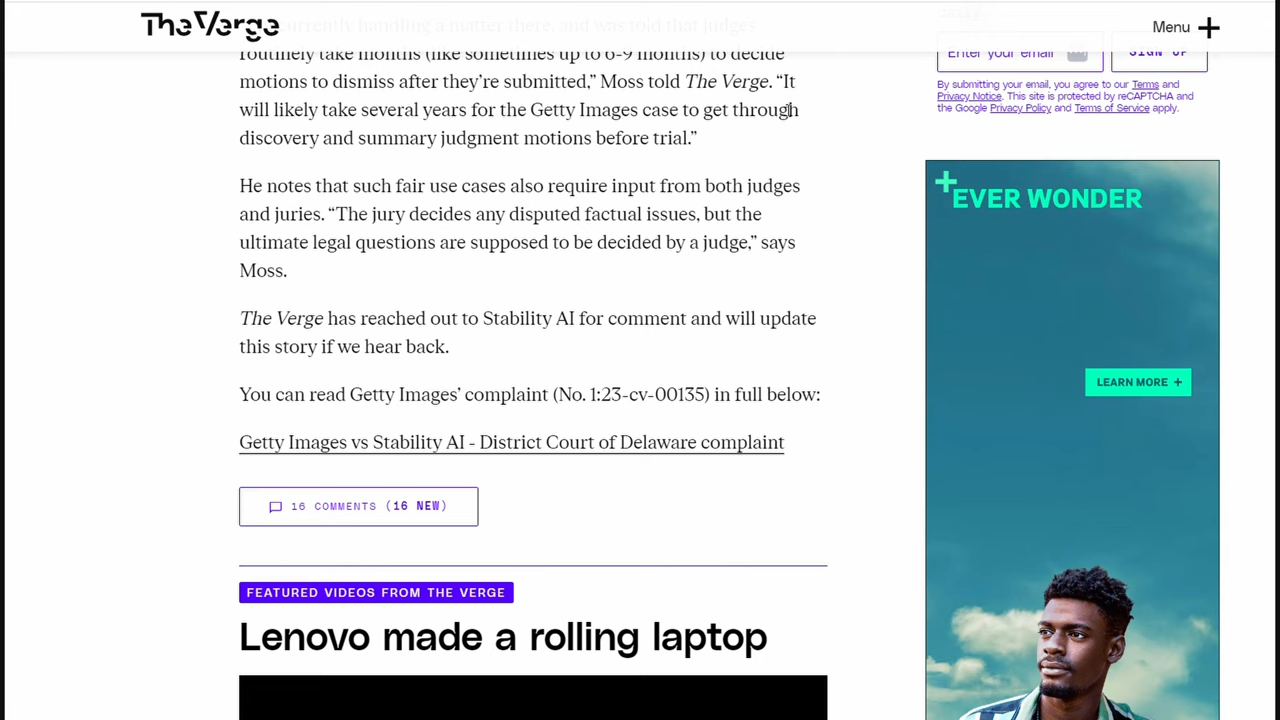 The Verge
Menu
currently handling a matter there, and was told that judges
routinely take months (like sometimes up to 6-9 months) to decide
motions to dismiss after they’re submitted,” Moss told The Verge. “It
will likely take several years for the Getty Images case to get through
discovery and summary judgment motions before trial.”
He notes that such fair use cases also require input from both judges
and juries. “The jury decides any disputed factual issues, but the
ultimate legal questions are supposed to be decided by a judge,” says
Moss.
The Verge has reached out to Stability AI for comment and will update
this story if we hear back.
You can read Getty Images’ complaint (No. 1:23-cv-00135) in full below:
Getty Images vs Stability AI - District Court of Delaware complaint
16 COMMENTS (16 NEW)
FEATURED VIDEOS FROM THE VERGE
Lenovo made a rolling laptop
Enter your email
SIGN UP
By submitting your email, you agree to our Terms and
Privacy Notice. This site is protected by reCAPTCHA and
the Google Privacy Policy and Terms of Service apply.
EVER WONDER
LEARN MORE +